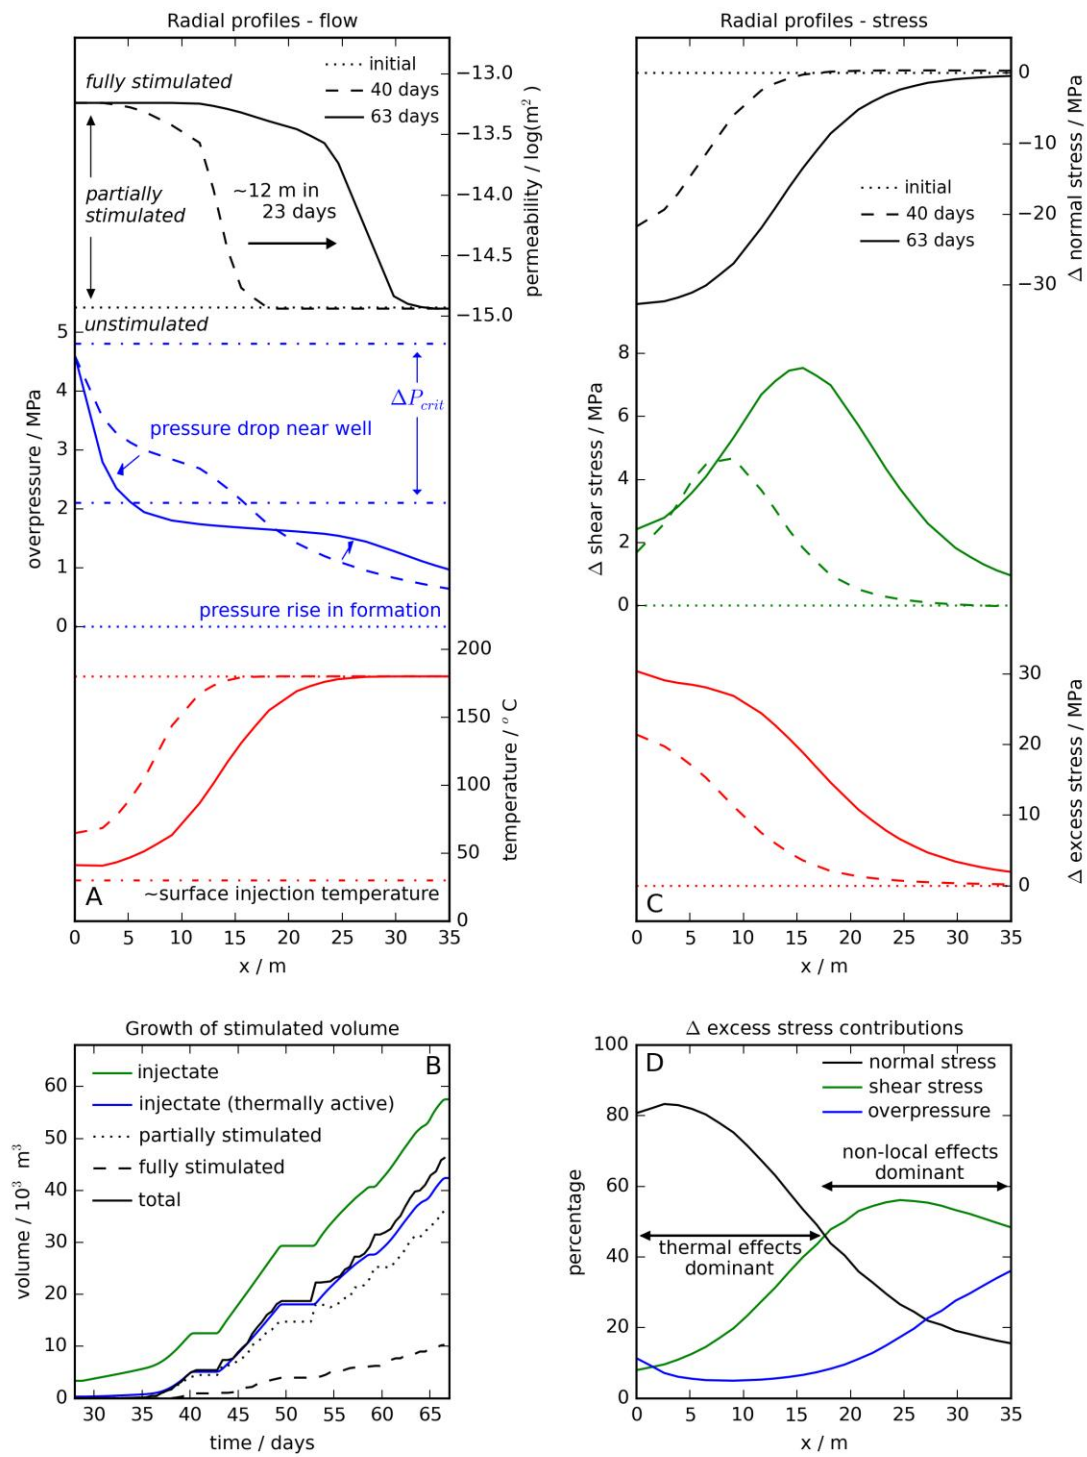 Radial profiles - flow
fully stimulated
initial
40 days
63 days
partially
stimulated
~12 m in
23 days
unstimulated
−13.0
−13.5
−14.0
−14.5
−15.0
permeability / log(m²)
5
4
3
2
1
0
overpressure / MPa
ΔP_crit
pressure drop near well
pressure rise in formation
200
150
100
50
0
temperature / °C
~surface injection temperature
A
0 5 10 15 20 25 30 35
x / m
Radial profiles - stress
0
−10
−20
−30
Δ normal stress / MPa
initial
40 days
63 days
8
6
4
2
0
Δ shear stress / MPa
30
20
10
0
Δ excess stress / MPa
C
0 5 10 15 20 25 30 35
x / m
Growth of stimulated volume
B
injectate
injectate (thermally active)
partially stimulated
fully stimulated
total
60
50
40
30
20
10
0
volume / 10³ m³
30 35 40 45 50 55 60 65
time / days
Δ excess stress contributions
D
normal stress
shear stress
overpressure
non-local effects
dominant
thermal effects
dominant
100
80
60
40
20
0
percentage
0 5 10 15 20 25 30 35
x / m